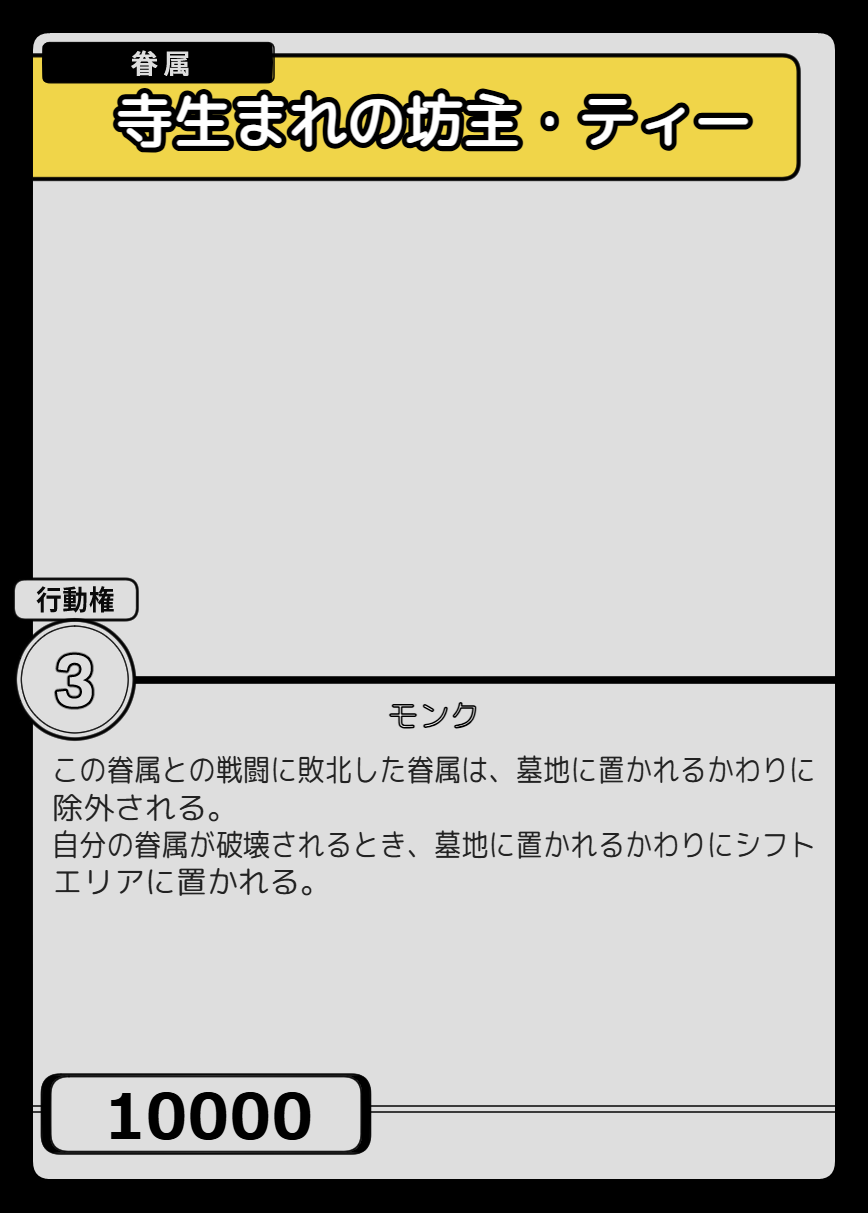 眷属
寺生まれの坊主・ティー
行動権
3
モンク
この眷属との戦闘に敗北した眷属は、墓地に置かれるかわりに
除外される。
自分の眷属が破壊されるとき、墓地に置かれるかわりにシフト
エリアに置かれる。
10000